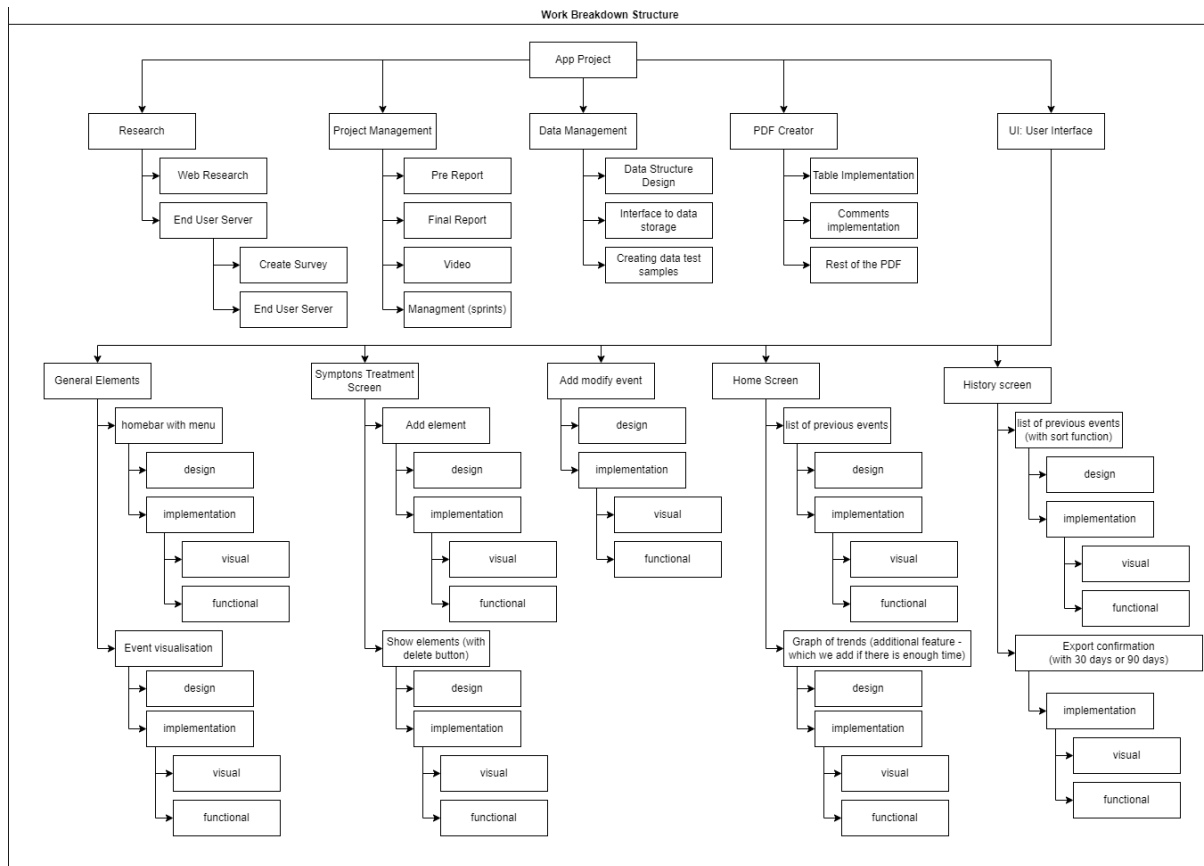 Work Breakdown Structure
App Project
Research
Project Management
Data Management
PDF Creator
UI: User Interface
Web Research
End User Server
Create Survey
End User Server
Pre Report
Final Report
Video
Managment (sprints)
Data Structure
Design
Interface to data
storage
Creating data test
samples
Table Implementation
Comments
implementation
Rest of the PDF
General Elements
homebar with menu
design
implementation
visual
functional
Event visualisation
design
implementation
visual
functional
Symptons Treatment
Screen
Add element
design
implementation
visual
functional
Show elements (with
delete button)
design
implementation
visual
functional
Add modify event
design
implementation
visual
functional
Home Screen
list of previous events
design
implementation
visual
functional
Graph of trends (additional feature -
which we add if there is enough time)
design
implementation
visual
functional
History screen
list of previous events
(with sort function)
design
implementation
visual
functional
Export confirmation
(with 30 days or 90 days)
implementation
visual
functional